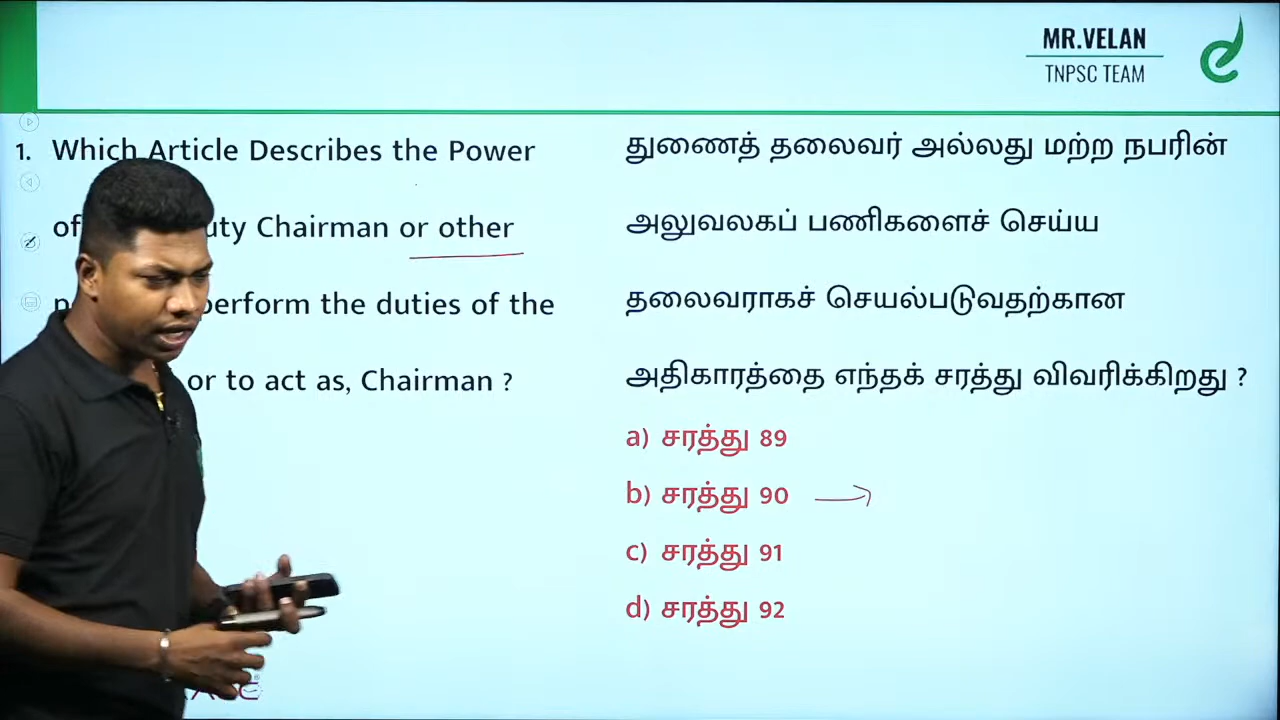 MR.VELAN
TNPSC TEAM
1. Which Article Describes the Power
Chairman or other
perform the duties of the
or to act as, Chairman ?
துணைத் தலைவர் அல்லது மற்ற நபரின்
அலுவலகப் பணிகளைச் செய்ய
தலைவராகச் செயல்படுவதற்கான
அதிகாரத்தை எந்தக் சரத்து விவரிக்கிறது ?
a) சரத்து 89
b) சரத்து 90
c) சரத்து 91
d) சரத்து 92